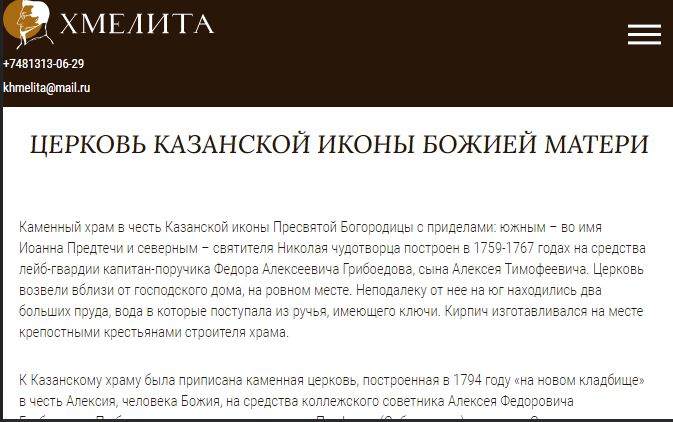 ХМЕЛИТА
+7481313-06-29
khmelita@mail.ru
ЦЕРКОВЬ КАЗАНСКОЙ ИКОНЫ БОЖИЕЙ МАТЕРИ
Каменный храм в честь Казанской иконы Пресвятой Богородицы с приделами: южным – во имя
Иоанна Предтечи и северным – святителя Николая чудотворца построен в 1759-1767 годах на средства
лейб-гвардии капитан-поручика Федора Алексеевича Грибоедова, сына Алексея Тимофеевича. Церковь
возвели вблизи от господского дома, на ровном месте. Неподалеку от нее на юг находились два
больших пруда, вода в которые поступала из ручья, имеющего ключи. Кирпич изготавливался на месте
крепостными крестьянами строителя храма.
К Казанскому храму была приписана каменная церковь, построенная в 1794 году «на новом кладбище»
в честь Алексия, человека Божия, на средства коллежского советника Алексея Федоровича